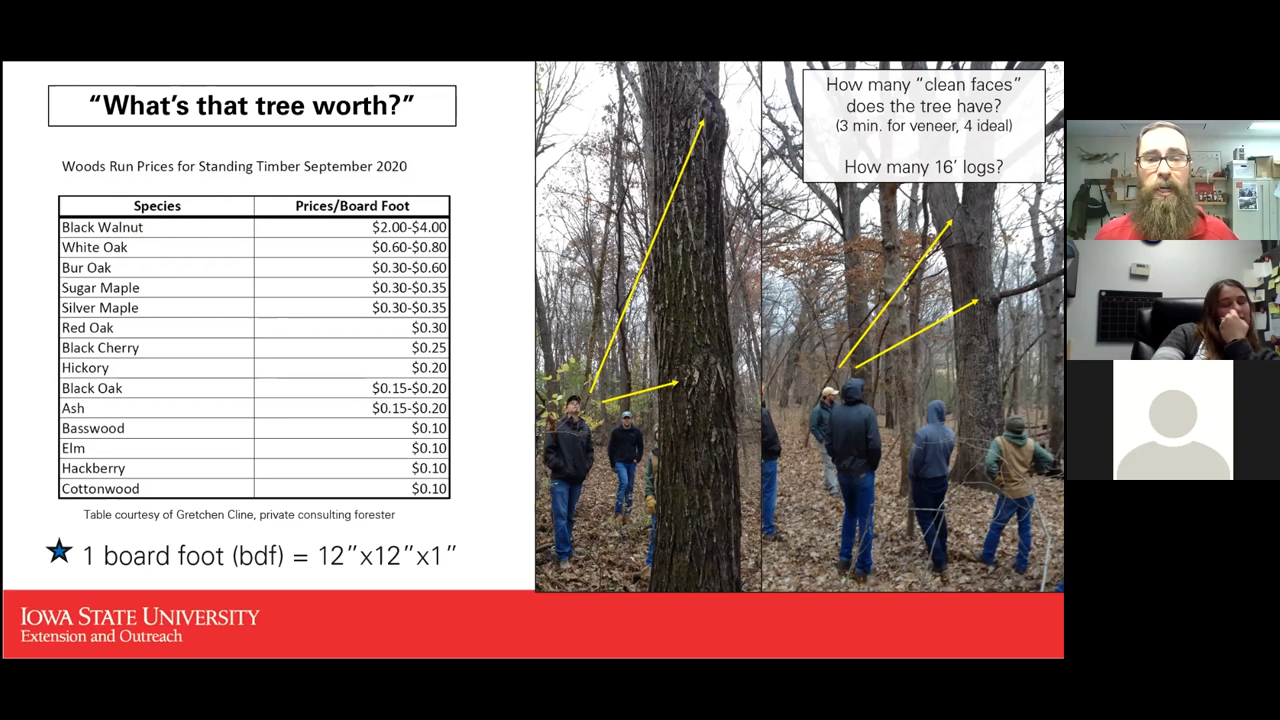 “What’s that tree worth?”
Woods Run Prices for Standing Timber September 2020
Species Prices/Board Foot
Black Walnut $2.00-$4.00
White Oak $0.60-$0.80
Bur Oak $0.30-$0.60
Sugar Maple $0.30-$0.35
Silver Maple $0.30-$0.35
Red Oak $0.30
Black Cherry $0.25
Hickory $0.20
Black Oak $0.15-$0.20
Ash $0.15-$0.20
Basswood $0.10
Elm $0.10
Hackberry $0.10
Cottonwood $0.10
Table courtesy of Gretchen Cline, private consulting forester
1 board foot (bdf) = 12”x12”x1”
How many “clean faces”
does the tree have?
(3 min. for veneer, 4 ideal)
How many 16’ logs?
IOWA STATE UNIVERSITY
Extension and Outreach